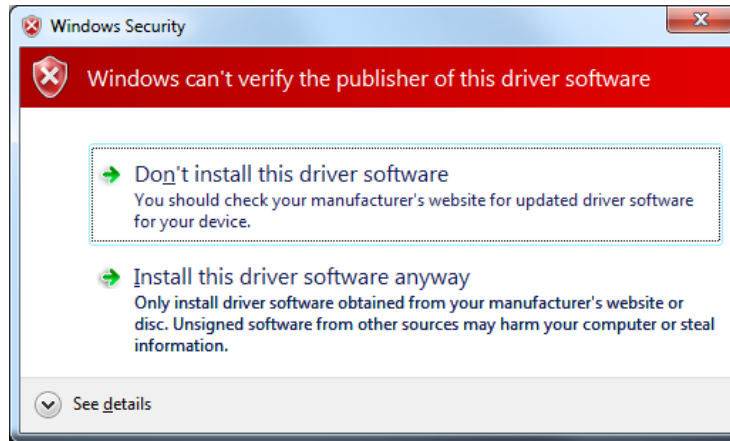 Windows Security
Windows can't verify the publisher of this driver software
Don't install this driver software
You should check your manufacturer's website for updated driver software
for your device.
Install this driver software anyway
Only install driver software obtained from your manufacturer's website or
disc. Unsigned software from other sources may harm your computer or steal
information.
See details